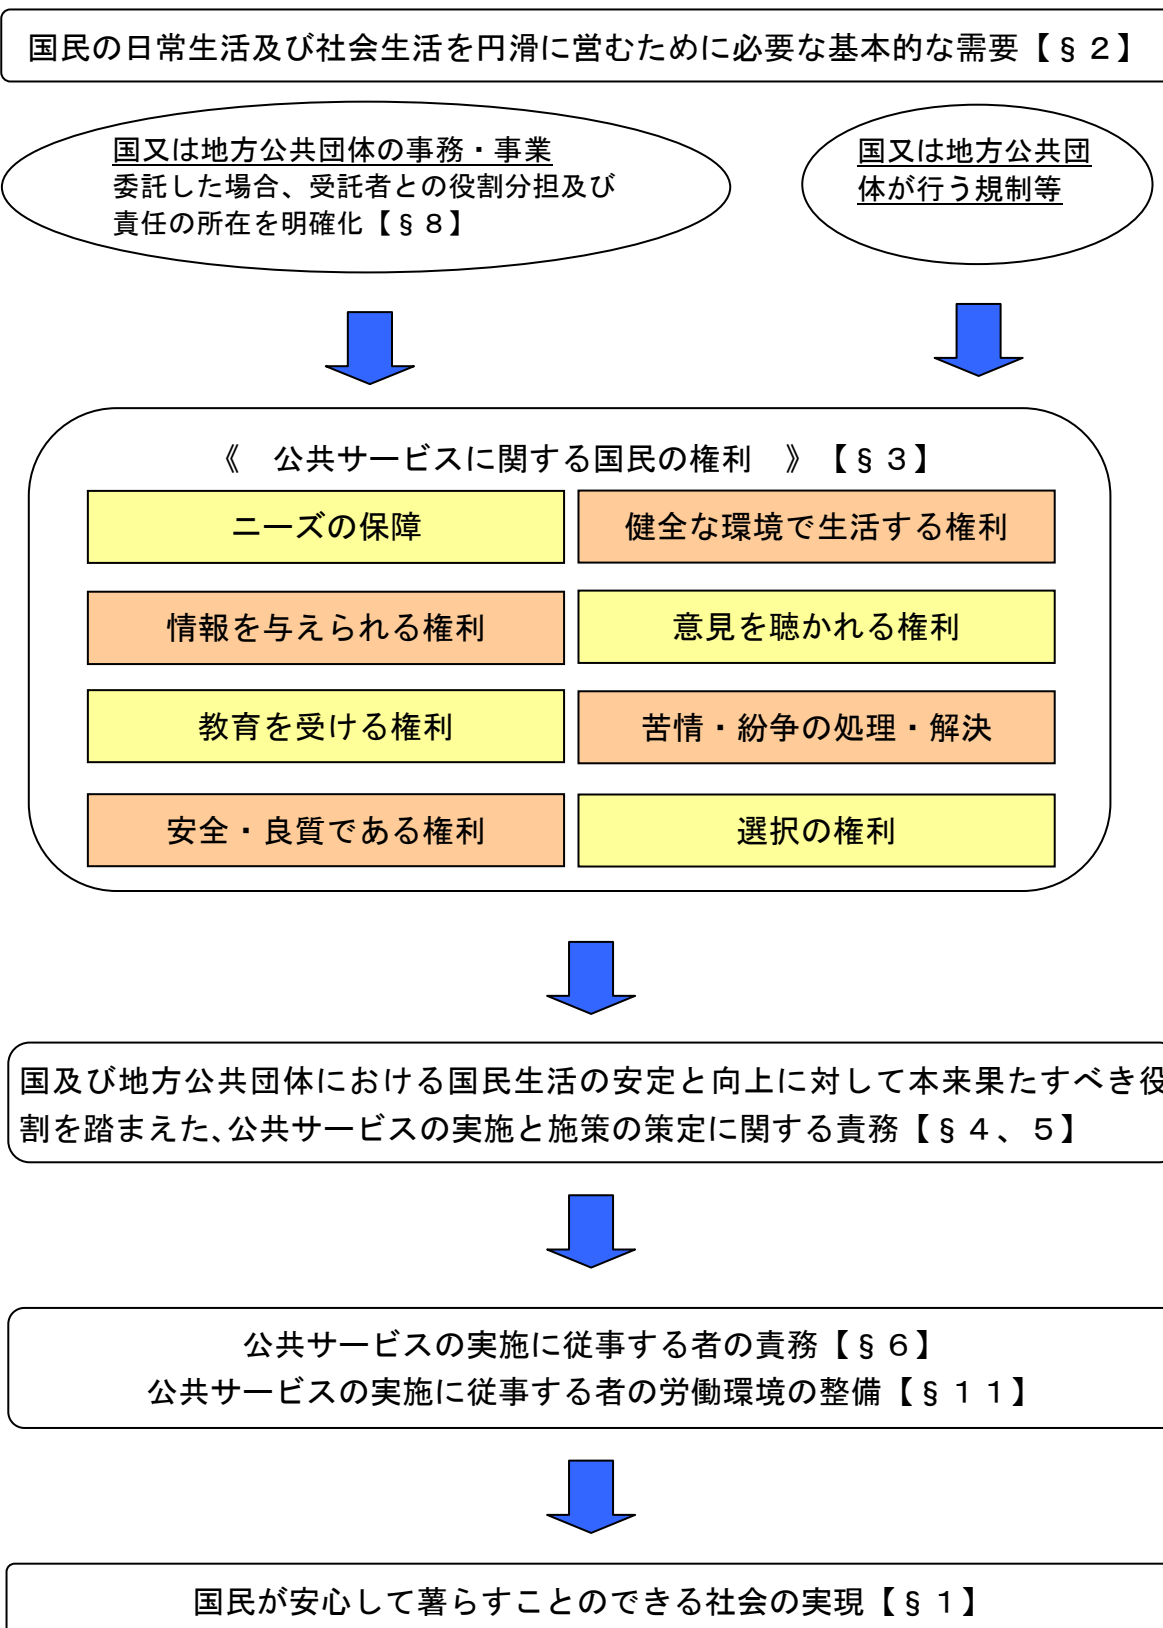 国民の日常生活及び社会生活を円滑に営むために必要な基本的な需要【§２】
国又は地方公共団体の事務・事業
委託した場合、受託者との役割分担及び
責任の所在を明確化【§８】
国又は地方公共団
体が行う規制等
《　公共サービスに関する国民の権利　》【§３】
ニーズの保障
健全な環境で生活する権利
情報を与えられる権利
意見を聴かれる権利
教育を受ける権利
苦情・紛争の処理・解決
安全・良質である権利
選択の権利
国及び地方公共団体における国民生活の安定と向上に対して本来果たすべき役
割を踏まえた、公共サービスの実施と施策の策定に関する責務【§４、５】
公共サービスの実施に従事する者の責務【§６】
公共サービスの実施に従事する者の労働環境の整備【§１１】
国民が安心して暮らすことのできる社会の実現【§１】